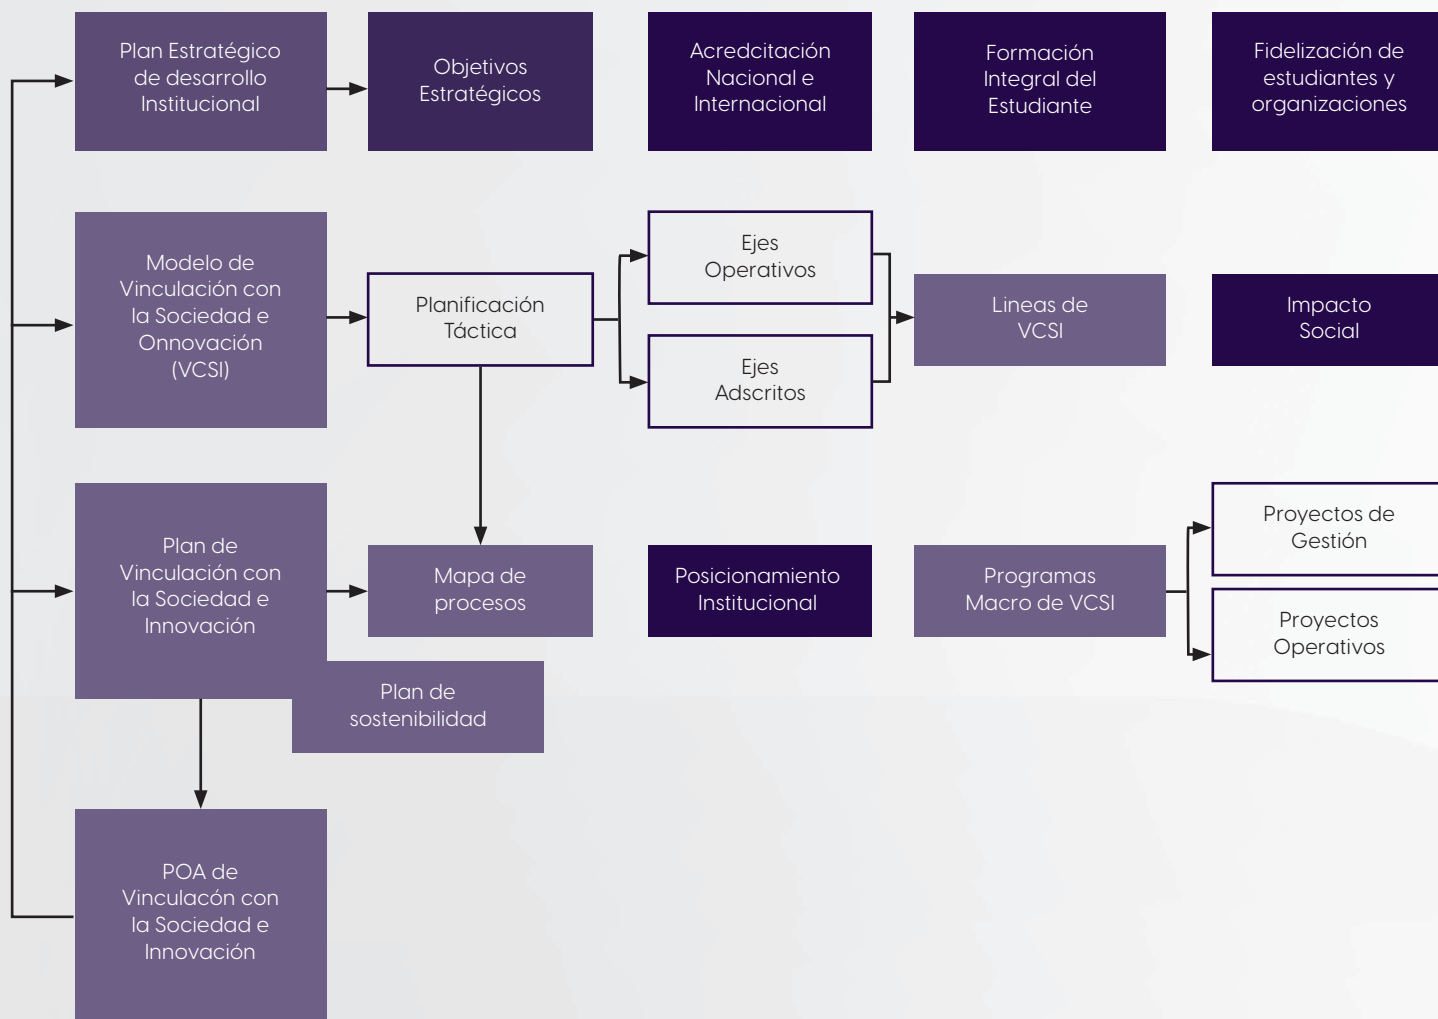 Plan Estratégico
de desarrollo
Institucional
Objetivos
Estratégicos
Acredcitación
Nacional e
Internacional
Formación
Integral del
Estudiante
Fidelización de
estudiantes y
organizaciones
Modelo de
Vinculación con
la Sociedad e
Onnovación
(VCSI)
Planificación
Táctica
Ejes
Operativos
Ejes
Adscritos
Lineas de
VCSI
Impacto
Social
Plan de
Vinculación con
la Sociedad e
Innovación
Mapa de
procesos
Posicionamiento
Institucional
Programas
Macro de VCSI
Proyectos de
Gestión
Proyectos
Operativos
Plan de
sostenibilidad
POA de
Vinculacón con
la Sociedad e
Innovación